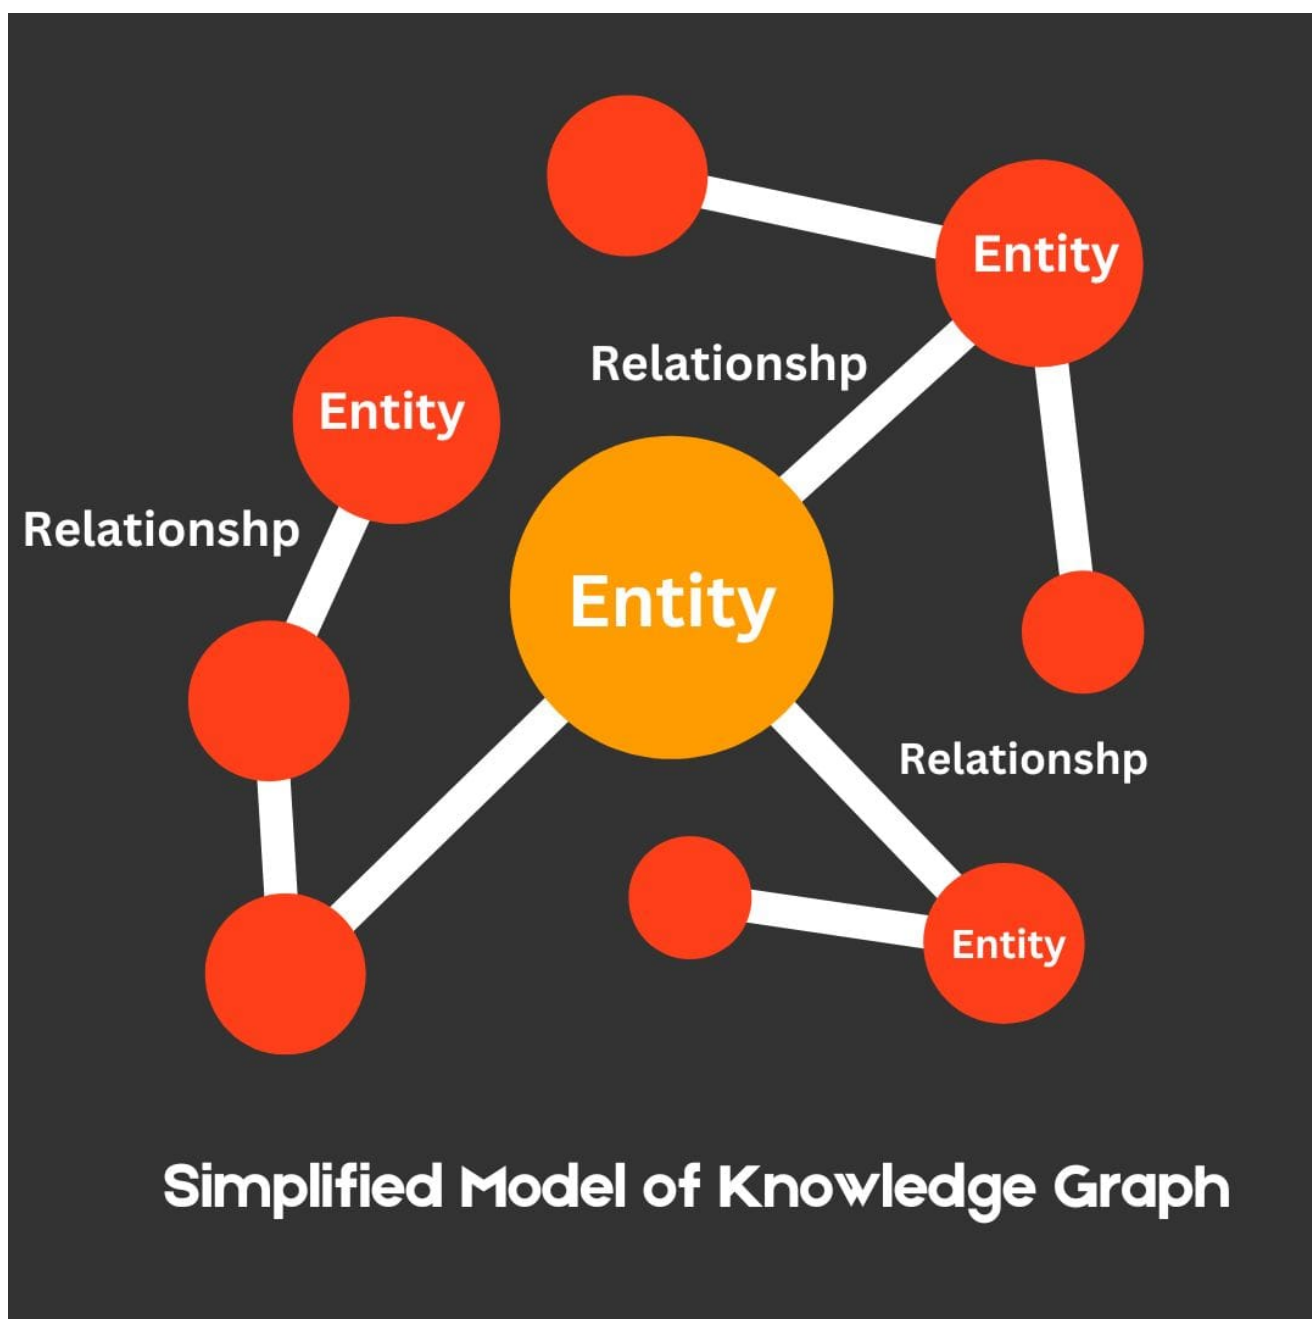 Entity
Relationshp
Entity
Relationshp
Entity
Relationshp
Entity
Simplified Model of Knowledge Graph